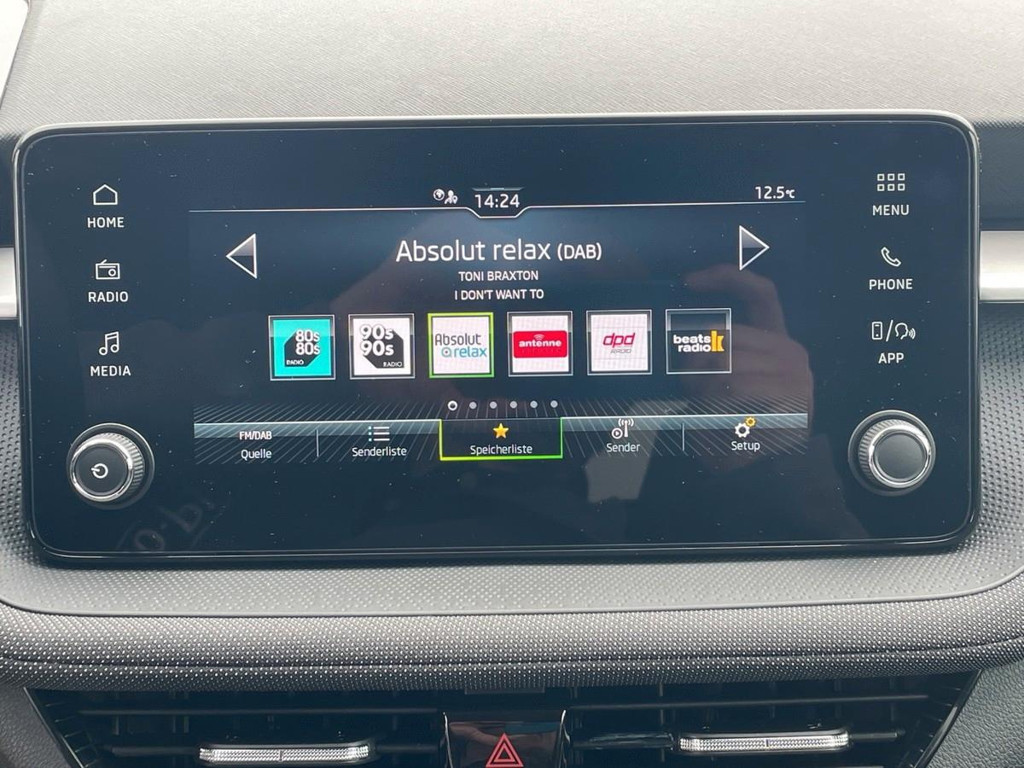 14:24
12.5°C
HOME
RADIO
MEDIA
Absolut relax (DAB)
TONI BRAXTON
I DON'T WANT TO
80s
80s
RADIO
90s
90s
RADIO
Absolut
relax
antenne
dpd
RADIO
beats
radio
FM/DAB
Quelle
Senderliste
Speicherliste
Sender
Setup
MENU
PHONE
APP